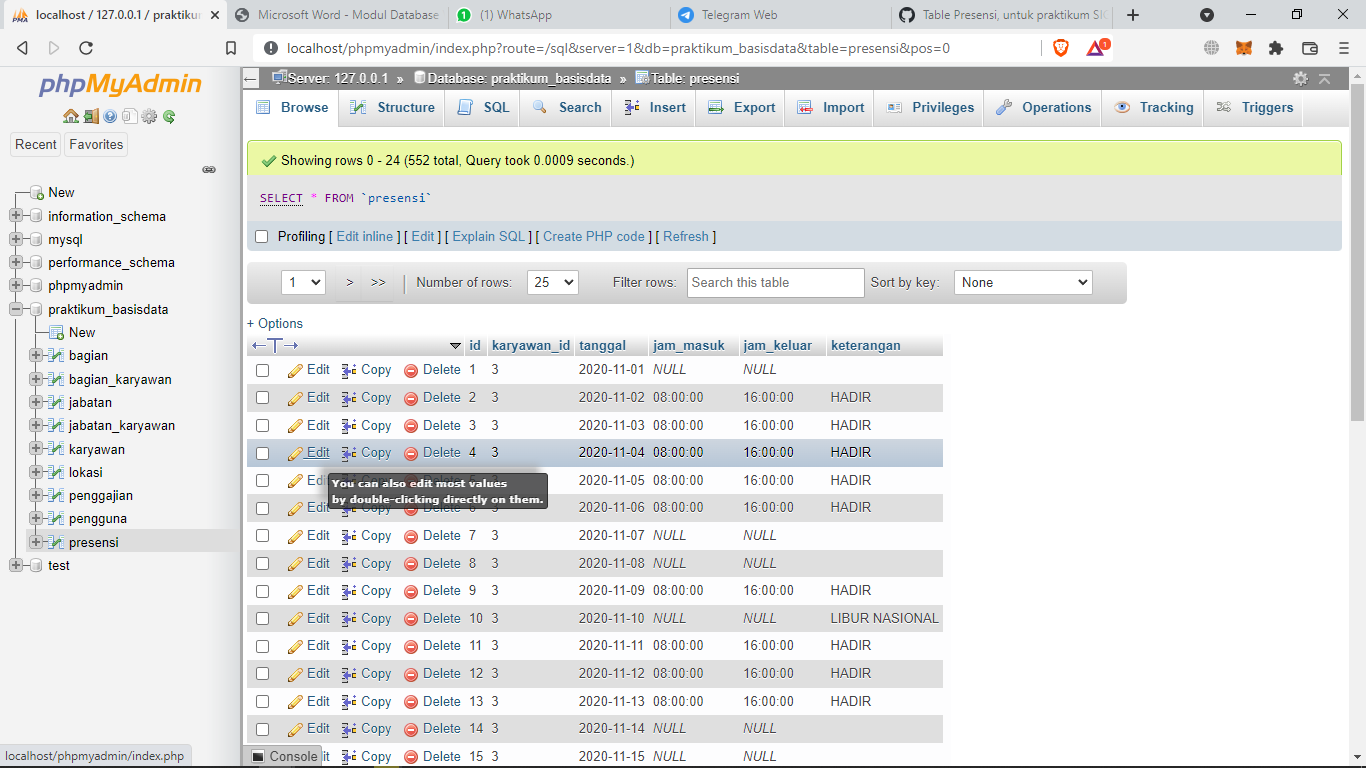 localhost / 127.0.0.1 / praktikun
Microsoft Word - Modul Database
(1) WhatsApp
Telegram Web
Table Presensi, untuk praktikum SIC
localhost/phpmyadmin/index.php?route=/sql&server=1&db=praktikum_basisdata&table=presensi&pos=0
1
phpMyAdmin
Recent Favorites
New
information_schema
mysql
performance_schema
phpmyadmin
praktikum_basisdata
New
bagian
bagian_karyawan
jabatan
jabatan_karyawan
karyawan
lokasi
penggajian
pengguna
presensi
test
localhost/phpmyadmin/index.php
Server: 127.0.0.1 » Database: praktikum_basisdata » Table: presensi
Browse Structure SQL Search Insert Export Import Privileges Operations Tracking Triggers
Showing rows 0 - 24 (552 total, Query took 0.0009 seconds.)
SELECT * FROM `presensi`
Profiling [ Edit inline ] [ Edit ] [ Explain SQL ] [ Create PHP code ] [ Refresh ]
1 > >> | Number of rows: 25 Filter rows: Search this table Sort by key: None
+ Options
←T→ id karyawan_id tanggal jam_masuk jam_keluar keterangan
Edit Copy Delete 1 3 2020-11-01 NULL NULL
Edit Copy Delete 2 3 2020-11-02 08:00:00 16:00:00 HADIR
Edit Copy Delete 3 3 2020-11-03 08:00:00 16:00:00 HADIR
Edit Copy Delete 4 3 2020-11-04 08:00:00 16:00:00 HADIR
2020-11-05 08:00:00 16:00:00 HADIR
You can also edit most values
by double-clicking directly on them.
2020-11-06 08:00:00 16:00:00 HADIR
Edit Copy Delete 7 3 2020-11-07 NULL NULL
Edit Copy Delete 8 3 2020-11-08 NULL NULL
Edit Copy Delete 9 3 2020-11-09 08:00:00 16:00:00 HADIR
Edit Copy Delete 10 3 2020-11-10 NULL NULL LIBUR NASIONAL
Edit Copy Delete 11 3 2020-11-11 08:00:00 16:00:00 HADIR
Edit Copy Delete 12 3 2020-11-12 08:00:00 16:00:00 HADIR
Edit Copy Delete 13 3 2020-11-13 08:00:00 16:00:00 HADIR
Edit Copy Delete 14 3 2020-11-14 NULL NULL
Console Copy Delete 15 3 2020-11-15 NULL NULL